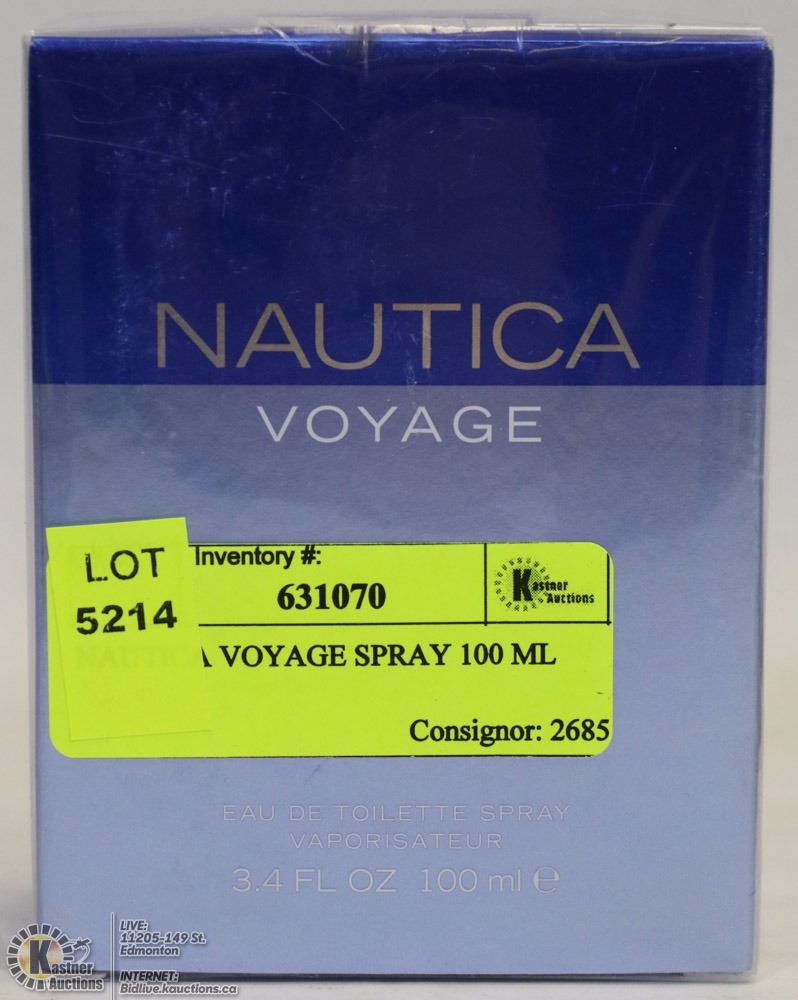 NAUTICA
VOYAGE
LOT
5214
Inventory #:
631070
Kastner
Auctions
NAUTICA VOYAGE SPRAY 100 ML
Consignor: 2685
EAU DE TOILETTE SPRAY
VAPORISATEUR
3.4 FL OZ 100 ml e
Kastner
Auctions
LIVE:
11205-149 St.
Edmonton
INTERNET:
Bidlive.kauctions.ca